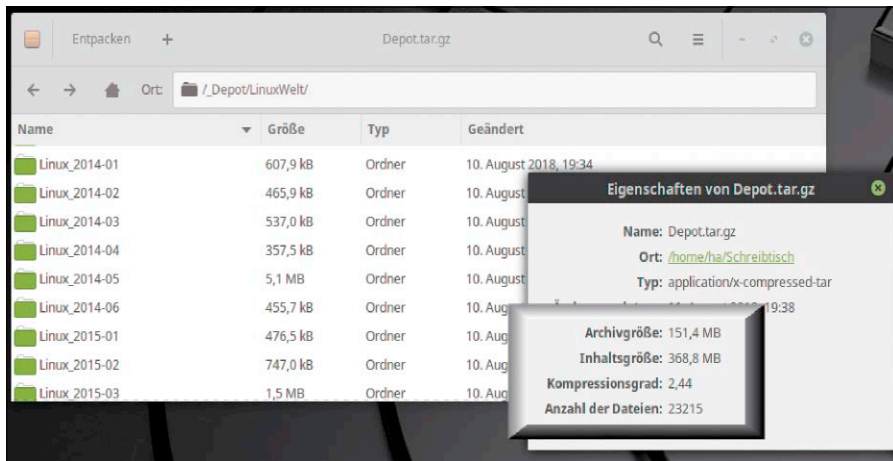 Entpacken + Depot.tar.gz
Ort: /_Depot/LinuxWelt/
Name Größe Typ Geändert
Linux_2014-01 607,9 kB Ordner 10. August 2018, 19:34
Linux_2014-02 465,9 kB Ordner 10. August
Linux_2014-03 537,0 kB Ordner 10. August
Linux_2014-04 357,5 kB Ordner 10. August
Linux_2014-05 5,1 MB Ordner 10. August
Linux_2014-06 455,7 kB Ordner 10. Aug
Linux_2015-01 476,5 kB Ordner 10. Aug
Linux_2015-02 747,0 kB Ordner 10. Aug
Linux_2015-03 1,5 MB Ordner 10. Aug
Eigenschaften von Depot.tar.gz
Name: Depot.tar.gz
Ort: /home/ha/Schreibtisch
Typ: application/x-compressed-tar
19:38
Archivgröße: 151,4 MB
Inhaltsgröße: 368,8 MB
Kompressionsgrad: 2,44
Anzahl der Dateien: 23215